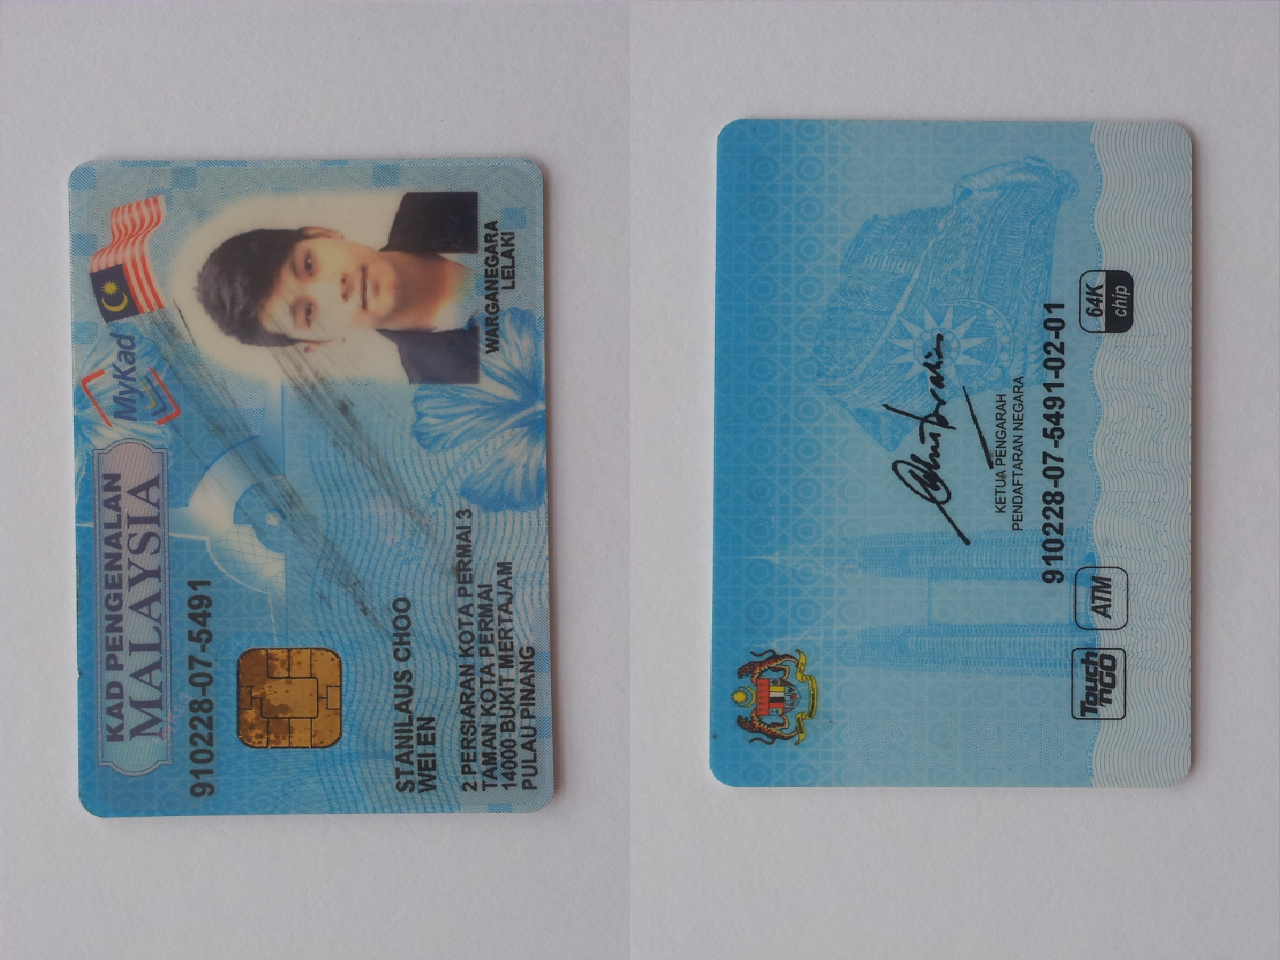 KAD PENGENALAN
MALAYSIA
MyKad
910228-07-5491
STANILAUS CHOO
WEI EN
2 PERSIARAN KOTA PERMAI 3
TAMAN KOTA PERMAI
14000 BUKIT MERTAJAM
PULAU PINANG
WARGANEGARA
LELAKI
KETUA PENGARAH
PENDAFTARAN NEGARA
910228-07-5491-02-01
Touch
n GO
ATM
64K
chip